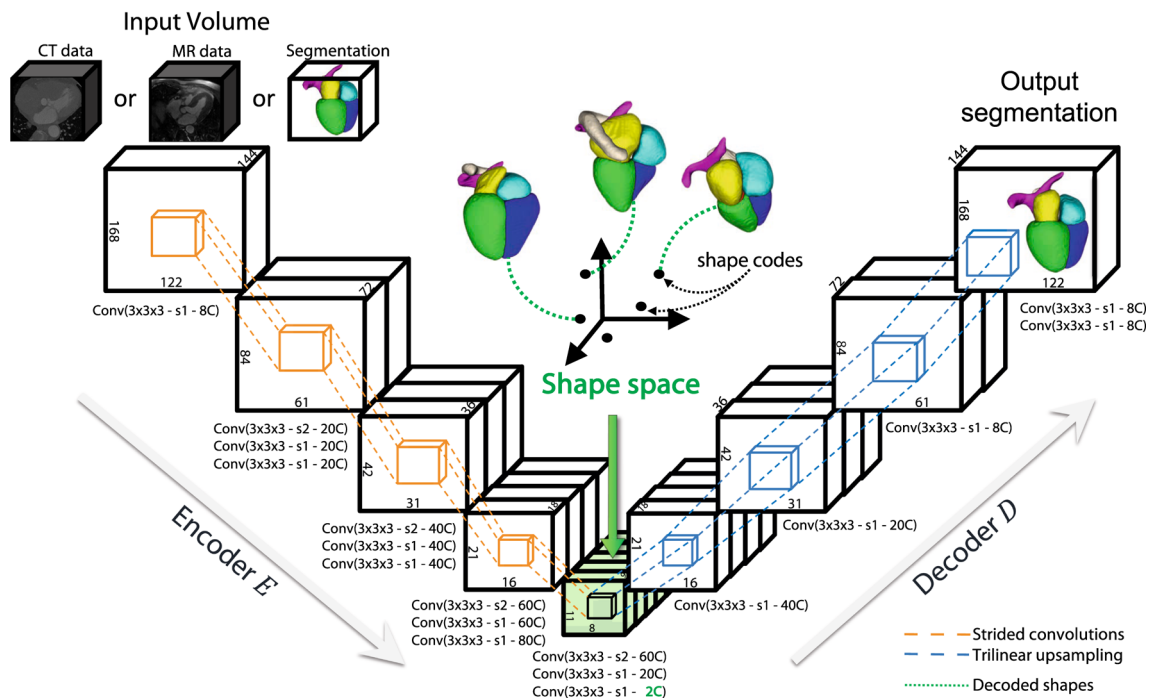 Input Volume
CT data
MR data
Segmentation
or
or
144
168
122
Conv(3x3x3 - s1 - 8C)
72
84
61
Conv(3x3x3 - s2 - 20C)
Conv(3x3x3 - s1 - 20C)
Conv(3x3x3 - s1 - 20C)
36
42
31
Conv(3x3x3 - s2 - 40C)
Conv(3x3x3 - s1 - 40C)
Conv(3x3x3 - s1 - 40C)
18
21
16
Conv(3x3x3 - s2 - 60C)
Conv(3x3x3 - s1 - 60C)
Conv(3x3x3 - s1 - 80C)
Encoder E
shape codes
Shape space
11
8
Conv(3x3x3 - s2 - 60C)
Conv(3x3x3 - s1 - 20C)
Conv(3x3x3 - s1 - 2C)
18
21
16
Conv(3x3x3 - s1 - 40C)
36
42
31
Conv(3x3x3 - s1 - 20C)
72
84
61
Conv(3x3x3 - s1 - 8C)
Output
segmentation
144
168
122
Conv(3x3x3 - s1 - 8C)
Conv(3x3x3 - s1 - 8C)
Decoder D
Strided convolutions
Trilinear upsampling
Decoded shapes